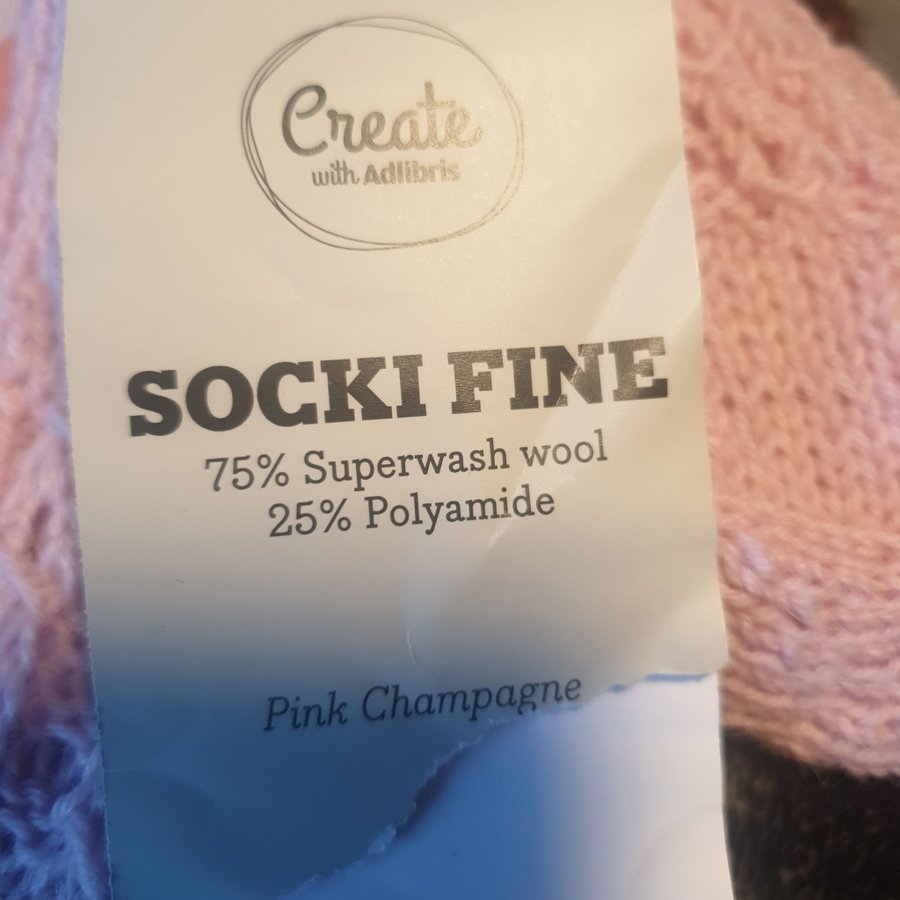 Create
with Adlibris
SOCKI FINE
75% Superwash wool
25% Polyamide
Pink Champagne